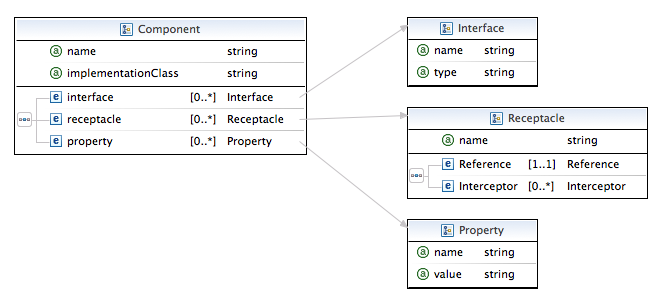 Component
name string
implementationClass string
interface [0..*] Interface
receptacle [0..*] Receptacle
property [0..*] Property
Interface
name string
type string
Receptacle
name string
Reference [1..1] Reference
Interceptor [0..*] Interceptor
Property
name string
value string